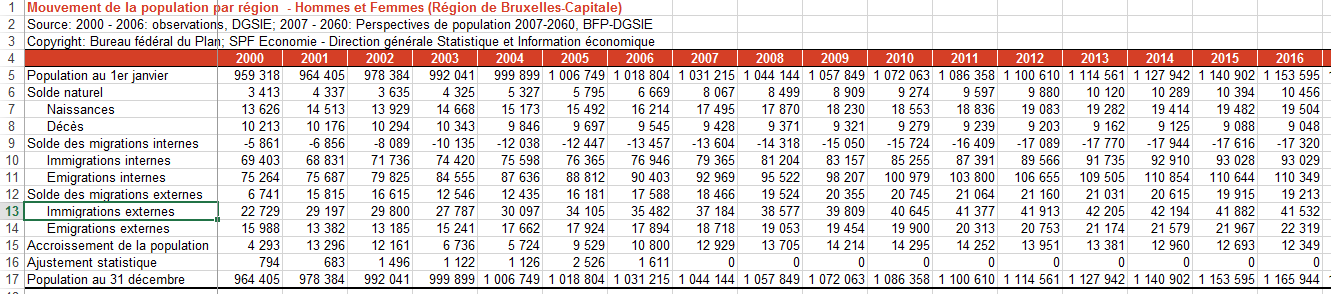 1 Mouvement de la population par région - Hommes et Femmes (Région de Bruxelles-Capitale)
2 Source: 2000 - 2006: observations, DGSIE; 2007 - 2060: Perspectives de population 2007-2060, BFP-DGSIE
3 Copyright: Bureau fédéral du Plan; SPF Economie - Direction générale Statistique et Information économique
4 2000 2001 2002 2003 2004 2005 2006 2007 2008 2009 2010 2011 2012 2013 2014 2015 2016
5 Population au 1er janvier 959 318 964 405 978 384 992 041 999 899 1 006 749 1 018 804 1 031 215 1 044 144 1 057 849 1 072 063 1 086 358 1 100 610 1 114 561 1 127 942 1 140 902 1 153 595
6 Solde naturel 3 413 4 337 3 635 4 325 5 327 5 795 6 669 8 067 8 499 8 909 9 274 9 597 9 880 10 120 10 289 10 394 10 456
7 Naissances 13 626 14 513 13 929 14 668 15 173 15 492 16 214 17 495 17 870 18 230 18 553 18 836 19 083 19 282 19 414 19 482 19 504
8 Décès 10 213 10 176 10 294 10 343 9 846 9 697 9 545 9 428 9 371 9 321 9 279 9 239 9 203 9 162 9 125 9 088 9 048
9 Solde des migrations internes -5 861 -6 856 -8 089 -10 135 -12 038 -12 447 -13 457 -13 604 -14 318 -15 050 -15 724 -16 409 -17 089 -17 770 -17 944 -17 616 -17 320
10 Immigrations internes 69 403 68 831 71 736 74 420 75 598 76 365 76 946 79 365 81 204 83 157 85 255 87 391 89 566 91 735 92 910 93 028 93 029
11 Emigrations internes 75 264 75 687 79 825 84 555 87 636 88 812 90 403 92 969 95 522 98 207 100 979 103 800 106 655 109 505 110 854 110 644 110 349
12 Solde des migrations externes 6 741 15 815 16 615 12 546 12 435 16 181 17 588 18 466 19 524 20 355 20 745 21 064 21 160 21 031 20 615 19 915 19 213
13 Immigrations externes 22 729 29 197 29 800 27 787 30 097 34 105 35 482 37 184 38 577 39 809 40 645 41 377 41 913 42 205 42 194 41 882 41 532
14 Emigrations externes 15 988 13 382 13 185 15 241 17 662 17 924 17 894 18 718 19 053 19 454 19 900 20 313 20 753 21 174 21 579 21 967 22 319
15 Accroissement de la population 4 293 13 296 12 161 6 736 5 724 9 529 10 800 12 929 13 705 14 214 14 295 14 252 13 951 13 381 12 960 12 693 12 349
16 Ajustement statistique 794 683 1 496 1 122 1 126 2 526 1 611 0 0 0 0 0 0 0 0 0 0
17 Population au 31 décembre 964 405 978 384 992 041 999 899 1 006 749 1 018 804 1 031 215 1 044 144 1 057 849 1 072 063 1 086 358 1 100 610 1 114 561 1 127 942 1 140 902 1 153 595 1 165 944